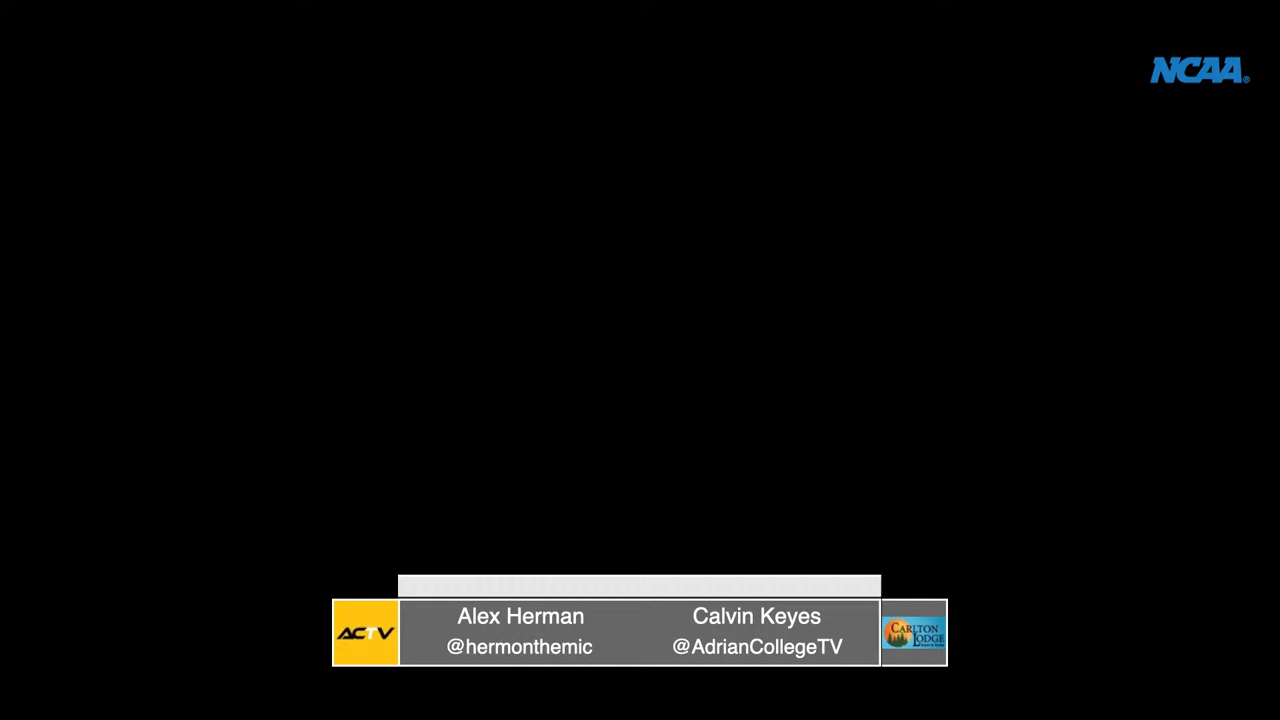 NCAA®
Alex Herman
Calvin Keyes
@hermonthemic
@AdrianCollegeTV
ACTV
CARLTON
LODGE